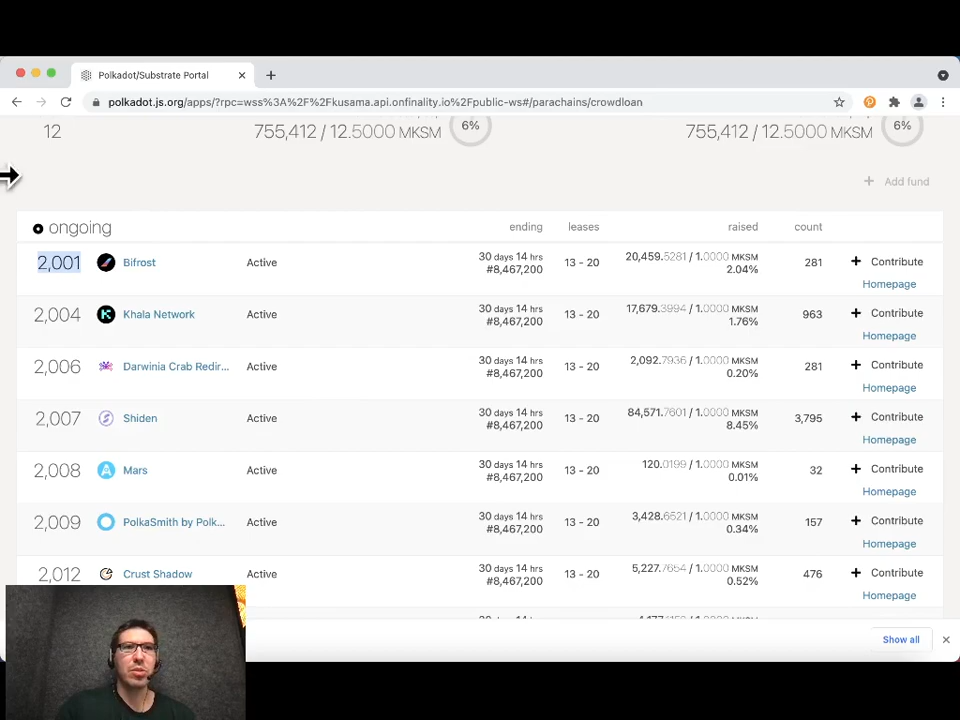 Polkadot/Substrate Portal
polkadot.js.org/apps/?rpc=wss%3A%2F%2Fkusama.api.onfinality.io%2Fpublic-ws#/parachains/crowdloan
12 755,412 / 12.5000 MKSM 6% 755,412 / 12.5000 MKSM 6%
+ Add fund
ongoing ending leases raised count
2,001 Bifrost Active 30 days 14 hrs 13 - 20 20,459.5281 / 1.0000 MKSM 281 + Contribute
#8,467,200 2.04% Homepage
2,004 Khala Network Active 30 days 14 hrs 13 - 20 17,679.3994 / 1.0000 MKSM 963 + Contribute
#8,467,200 1.76% Homepage
2,006 Darwinia Crab Redir... Active 30 days 14 hrs 13 - 20 2,092.7936 / 1.0000 MKSM 281 + Contribute
#8,467,200 0.20% Homepage
2,007 Shiden Active 30 days 14 hrs 13 - 20 84,571.7601 / 1.0000 MKSM 3,795 + Contribute
#8,467,200 8.45% Homepage
2,008 Mars Active 30 days 14 hrs 13 - 20 120.0199 / 1.0000 MKSM 32 + Contribute
#8,467,200 0.01% Homepage
2,009 PolkaSmith by Polk... Active 30 days 14 hrs 13 - 20 3,428.6521 / 1.0000 MKSM 157 + Contribute
#8,467,200 0.34% Homepage
2,012 Crust Shadow Active 30 days 14 hrs 13 - 20 5,227.7654 / 1.0000 MKSM 476 + Contribute
#8,467,200 0.52% Homepage
Show all